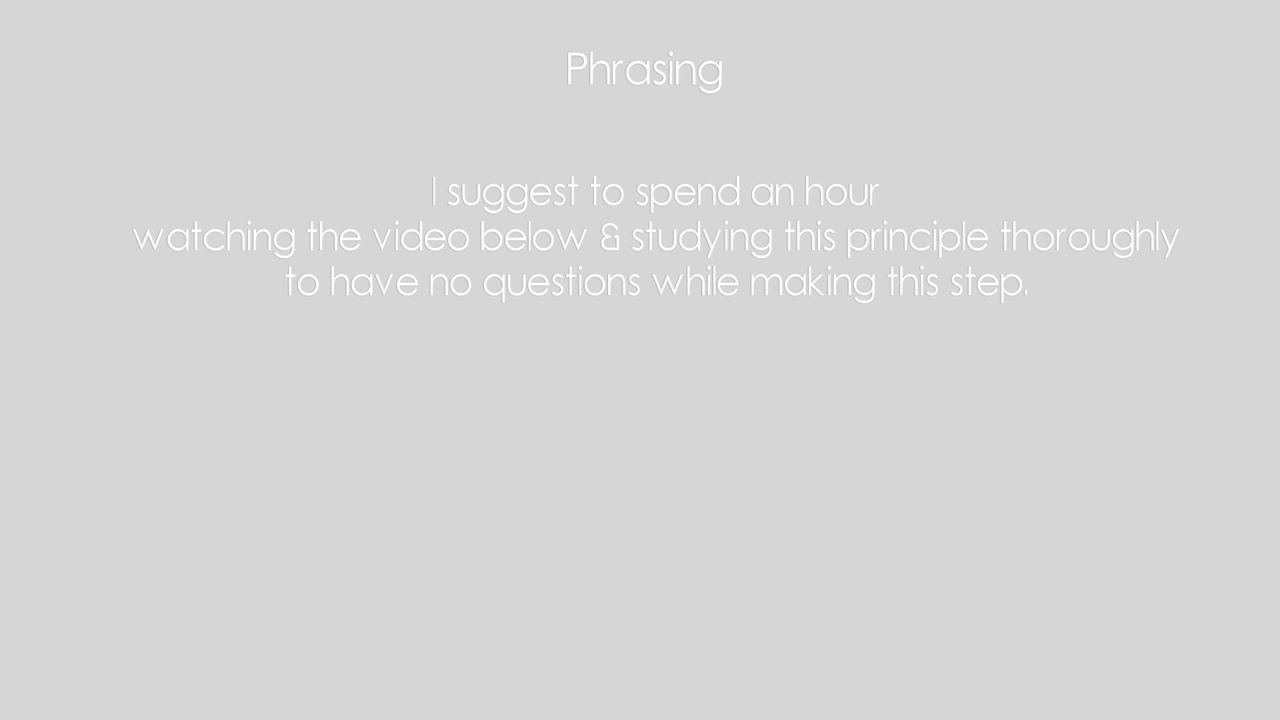 Phrasing
I suggest to spend an hour
watching the video below & studying this principle thoroughly
to have no questions while making this step.